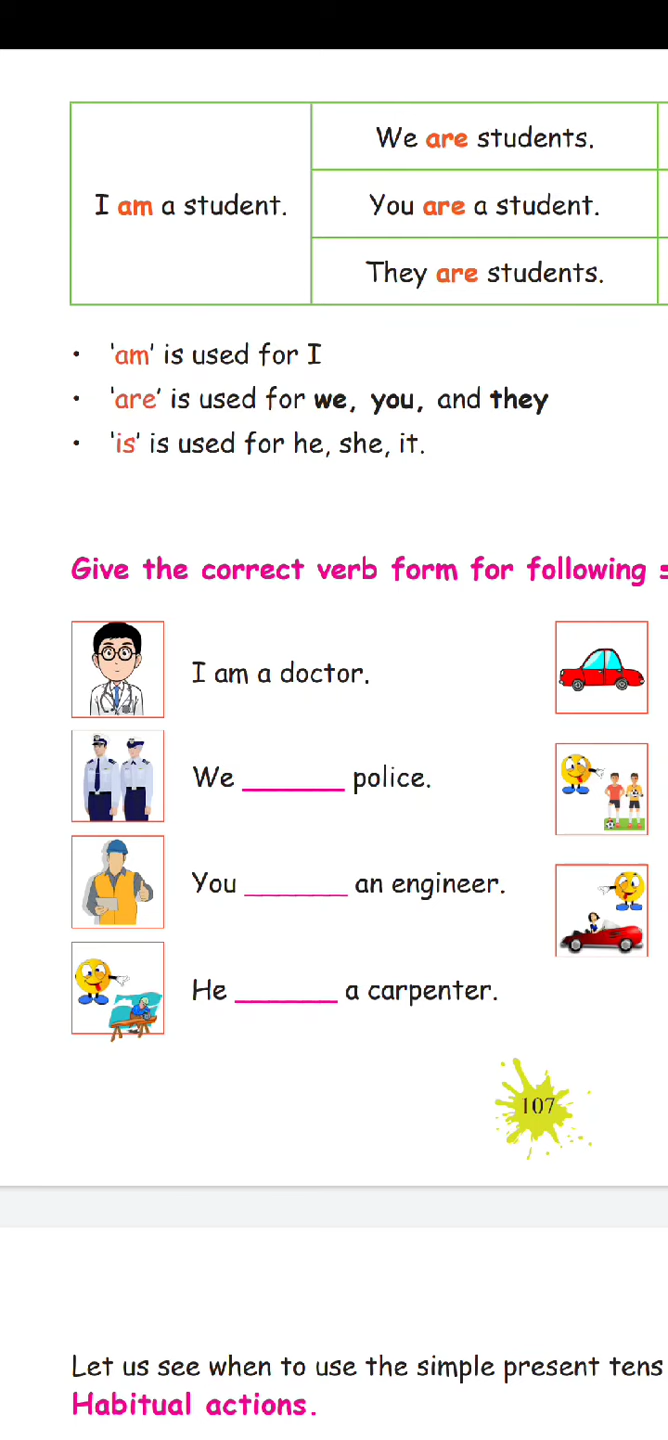 We are students.
I am a student.
You are a student.
They are students.
• 'am' is used for I
• 'are' is used for we, you, and they
• 'is' is used for he, she, it.
Give the correct verb form for following
I am a doctor.
We _______ police.
You _______ an engineer.
He _______ a carpenter.
107
Let us see when to use the simple present tens
Habitual actions.